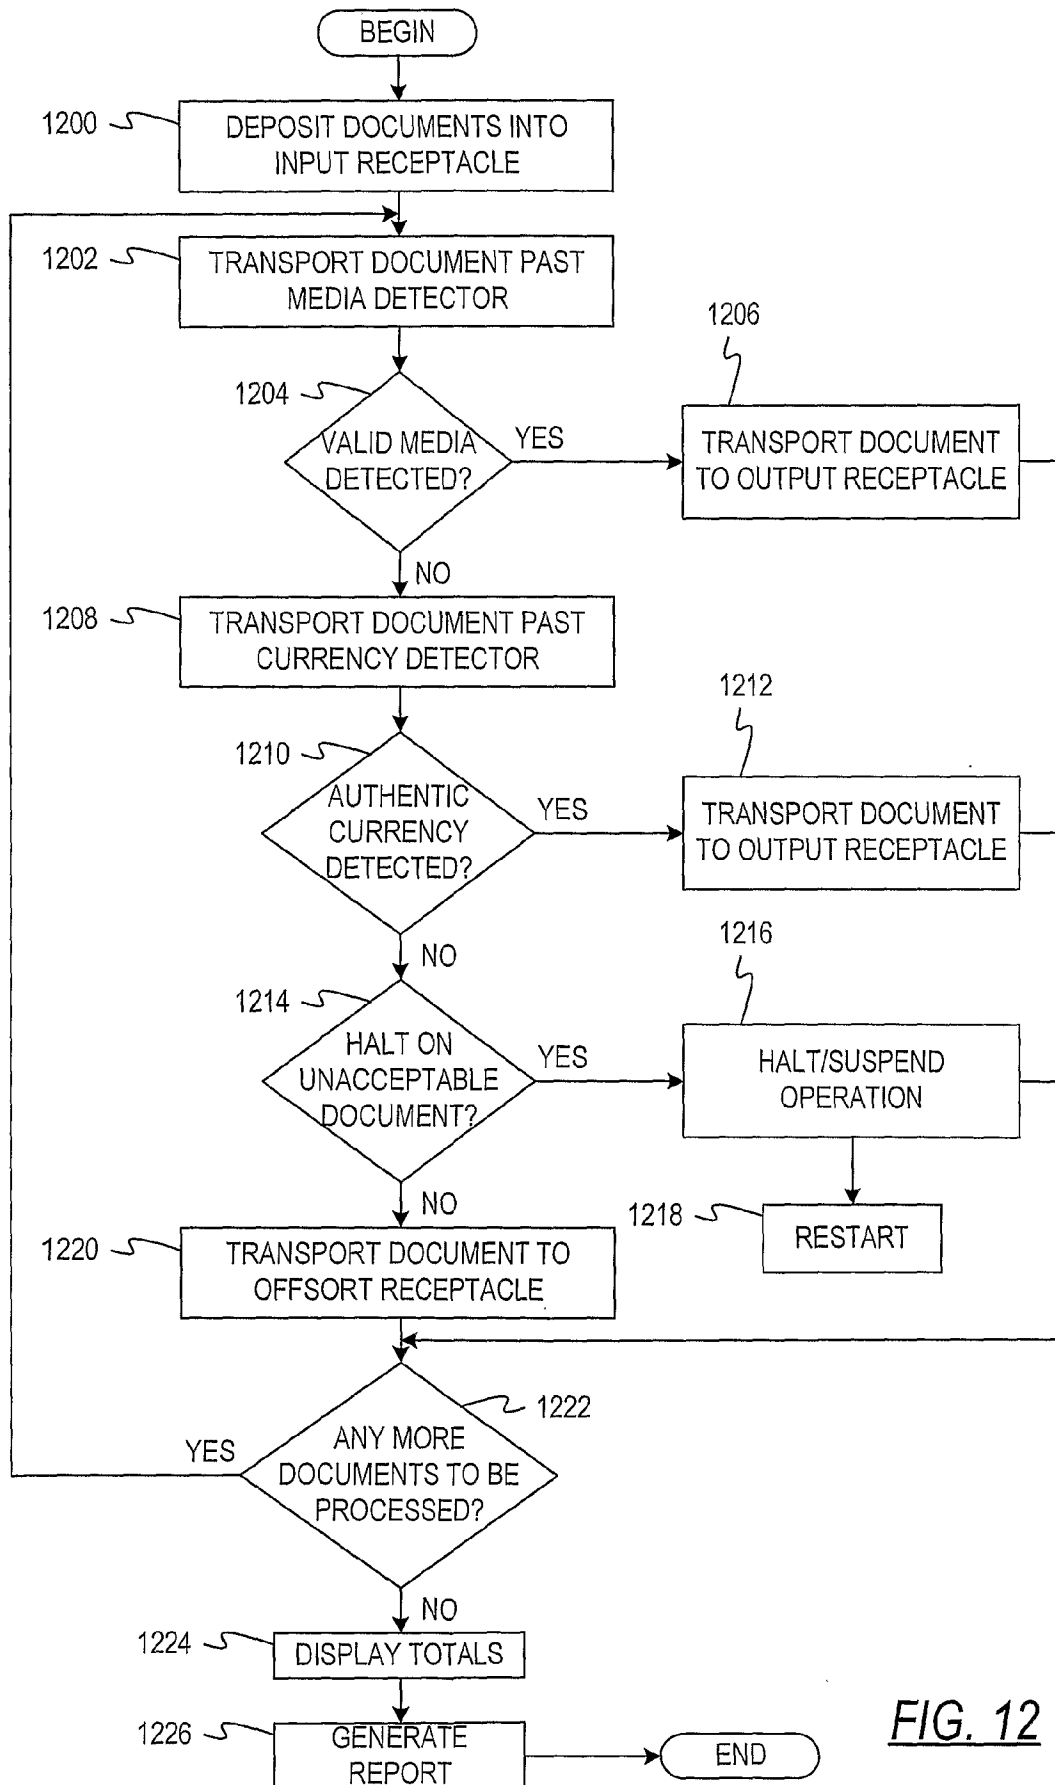 BEGIN
1200
DEPOSIT DOCUMENTS INTO
INPUT RECEPTACLE
1202
TRANSPORT DOCUMENT PAST
MEDIA DETECTOR
1204
VALID MEDIA
DETECTED?
YES
1206
TRANSPORT DOCUMENT
TO OUTPUT RECEPTACLE
NO
1208
TRANSPORT DOCUMENT PAST
CURRENCY DETECTOR
1210
AUTHENTIC
CURRENCY
DETECTED?
YES
1212
TRANSPORT DOCUMENT
TO OUTPUT RECEPTACLE
NO
1214
HALT ON
UNACCEPTABLE
DOCUMENT?
YES
1216
HALT/SUSPEND
OPERATION
1218
RESTART
NO
1220
TRANSPORT DOCUMENT TO
OFFSORT RECEPTACLE
1222
ANY MORE
DOCUMENTS TO BE
PROCESSED?
YES
NO
1224
DISPLAY TOTALS
1226
GENERATE
REPORT
END
FIG. 12